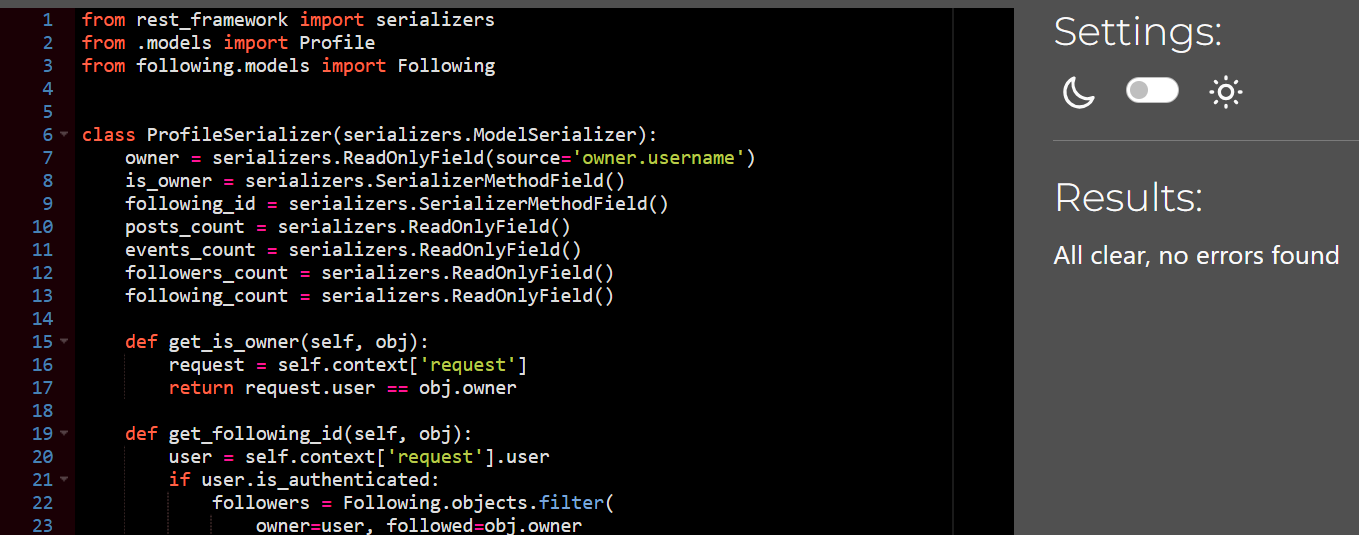 1 from rest_framework import serializers
2 from .models import Profile
3 from following.models import Following
4
5
6 class ProfileSerializer(serializers.ModelSerializer):
7     owner = serializers.ReadOnlyField(source='owner.username')
8     is_owner = serializers.SerializerMethodField()
9     following_id = serializers.SerializerMethodField()
10     posts_count = serializers.ReadOnlyField()
11     events_count = serializers.ReadOnlyField()
12     followers_count = serializers.ReadOnlyField()
13     following_count = serializers.ReadOnlyField()
14
15     def get_is_owner(self, obj):
16         request = self.context['request']
17         return request.user == obj.owner
18
19     def get_following_id(self, obj):
20         user = self.context['request'].user
21         if user.is_authenticated:
22             followers = Following.objects.filter(
23                 owner=user, followed=obj.owner
Settings:
Results:
All clear, no errors found